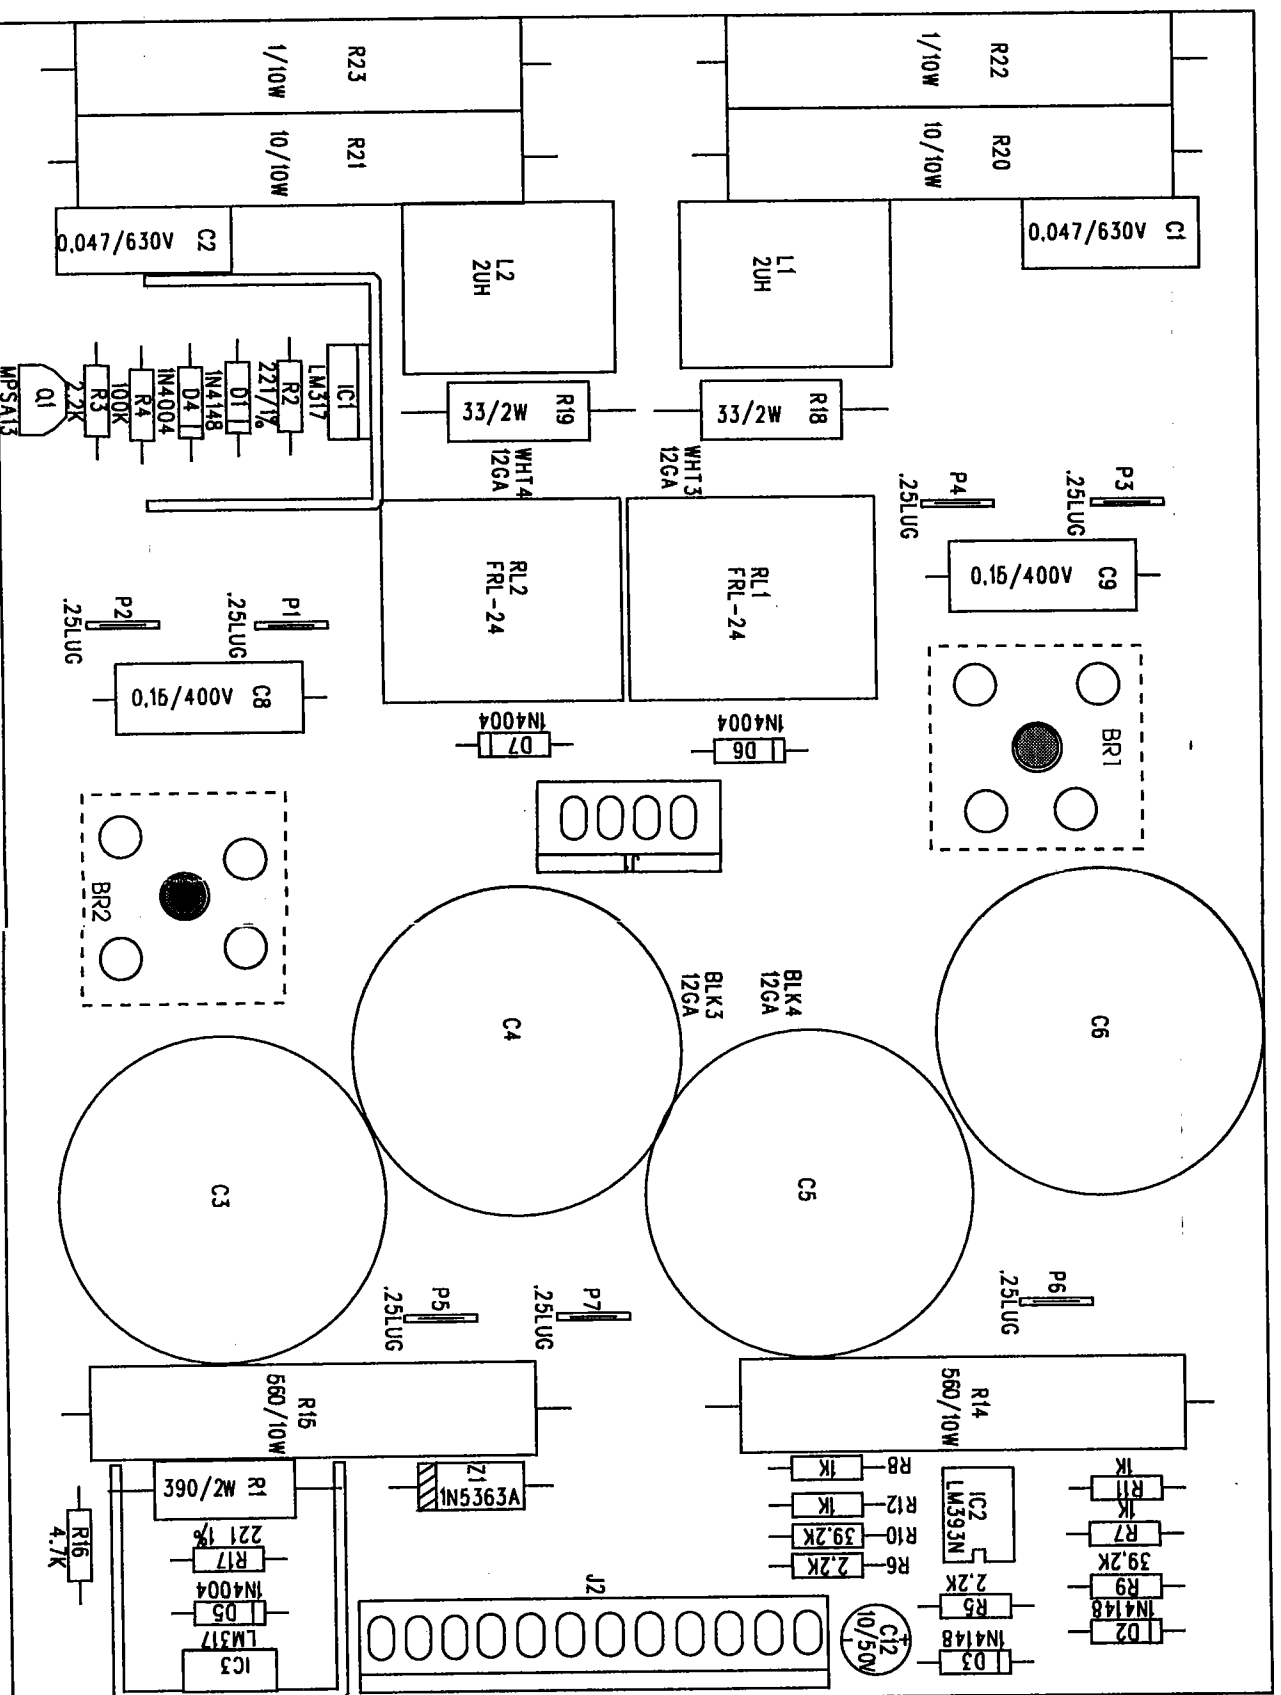 R23
1/10W
R22
1/10W
R21
10/10W
R20
10/10W
C2
0,047/630V
C1
0,047/630V
L2
2UH
L1
2UH
IC1
LM317
R2
221/1%
D1
1N4148
D4
1N4004
R4
100K
R3
2.2K
Q1
MPSA13
R19
33/2W
R18
33/2W
WHT4
12GA
WHT3
12GA
P4
.25LUG
P3
.25LUG
RL2
FRL-24
RL1
FRL-24
C9
0,15/400V
P2
.25LUG
P1
.25LUG
C8
0,15/400V
1N4004
D7
1N4004
D6
BR1
BR2
BLK3
12GA
BLK4
12GA
C4
C6
C3
C5
P5
.25LUG
P7
.25LUG
P6
.25LUG
R15
560/10W
R14
560/10W
390/2W R1
Z1
1N5363A
R16
4.7K
221 1%
R17
1N4004
D5
LM317
IC3
J2
R8
1K
R12
1K
R10
39,2K
R6
2,2K
IC2
LM393N
1K
R11
1K
R7
39,2K
R9
1N4148
D2
2,2K
R5
1N4148
D3
C12
+
10/50V